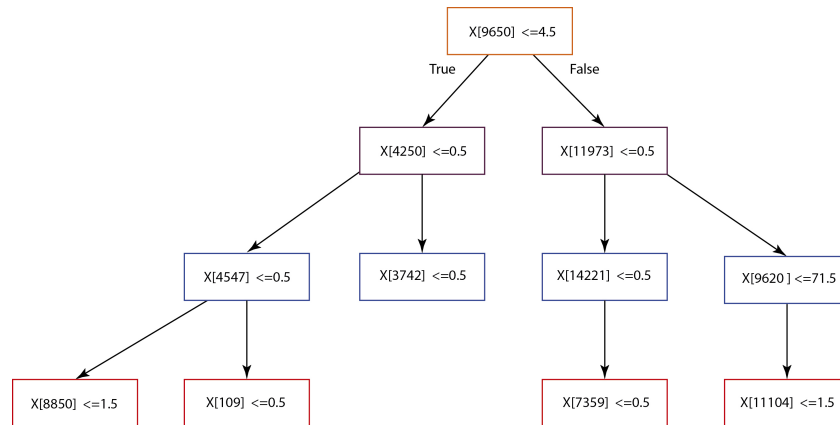 X[9650] <=4.5
True
False
X[4250] <=0.5
X[11973] <=0.5
X[4547] <=0.5
X[3742] <=0.5
X[14221] <=0.5
X[9620 ] <=71.5
X[8850] <=1.5
X[109] <=0.5
X[7359] <=0.5
X[11104] <=1.5